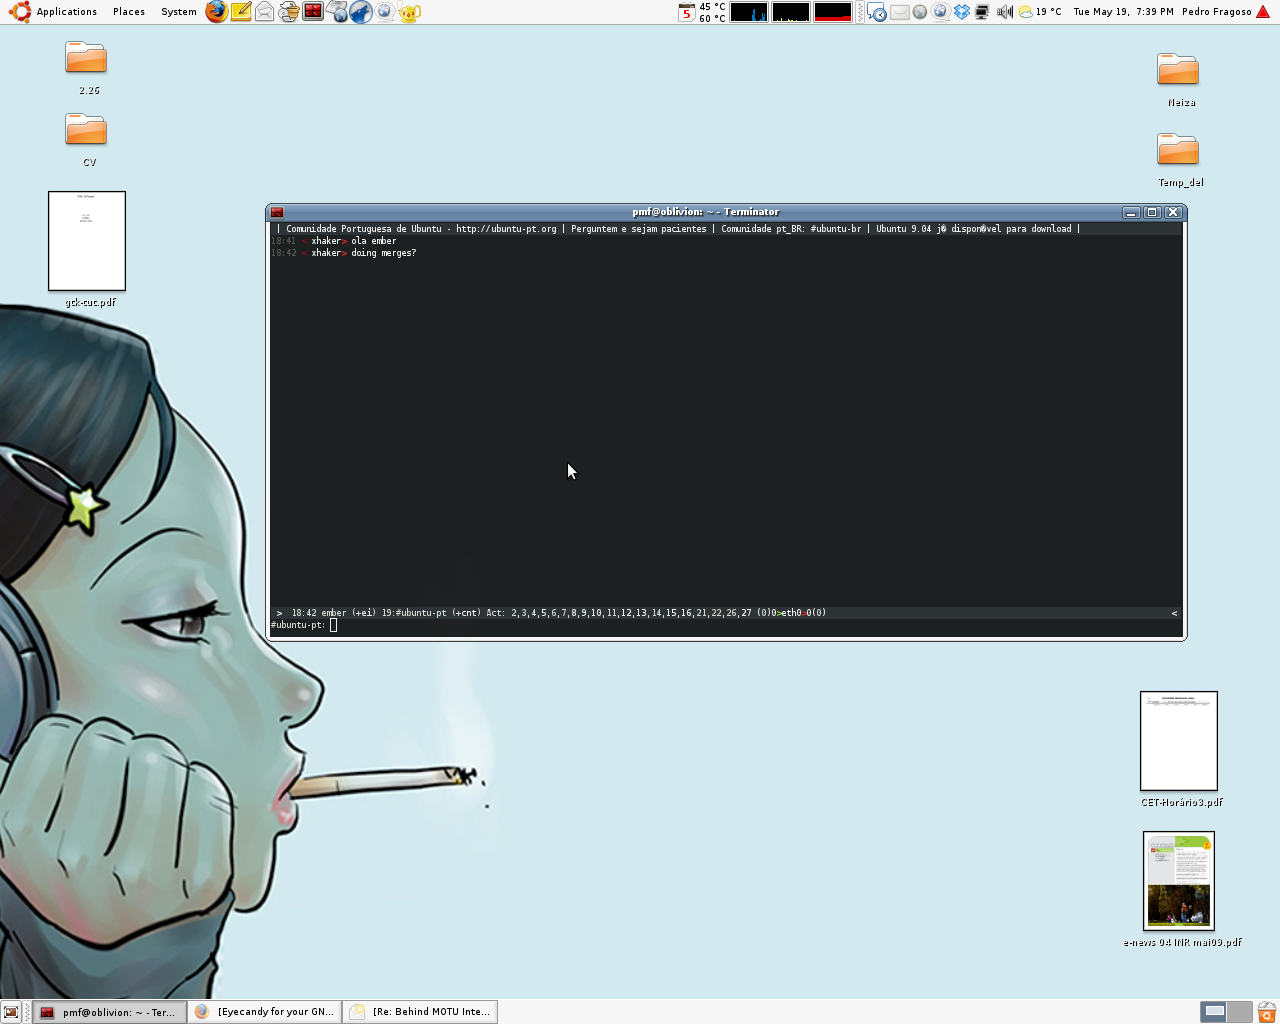 Applications Places System
5
45 °C
60 °C
19 °C Tue May 19, 7:39 PM Pedro Fragoso
2.26
CV
gtk-cuc.pdf
Neiza
Temp_del
pmf@oblivion: ~ - Terminator
| Comunidade Portuguesa de Ubuntu - http://ubuntu-pt.org | Perguntem e sejam pacientes | Comunidade pt_BR: #ubuntu-br | Ubuntu 9.04 j� dispon�vel para download |
18:41 < xhaker> ola ember
18:42 < xhaker> doing merges?
> 18:42 ember (+ei) 19:#ubuntu-pt (+cnt) Act: 2,3,4,5,6,7,8,9,10,11,12,13,14,15,16,21,22,26,27 (0)0>eth0>0(0) <
#ubuntu-pt:
CET-Horário3.pdf
e-news 04 INR mai09.pdf
pmf@oblivion: ~ - Ter...
[Eyecandy for your GN...
[Re: Behind MOTU Inte...